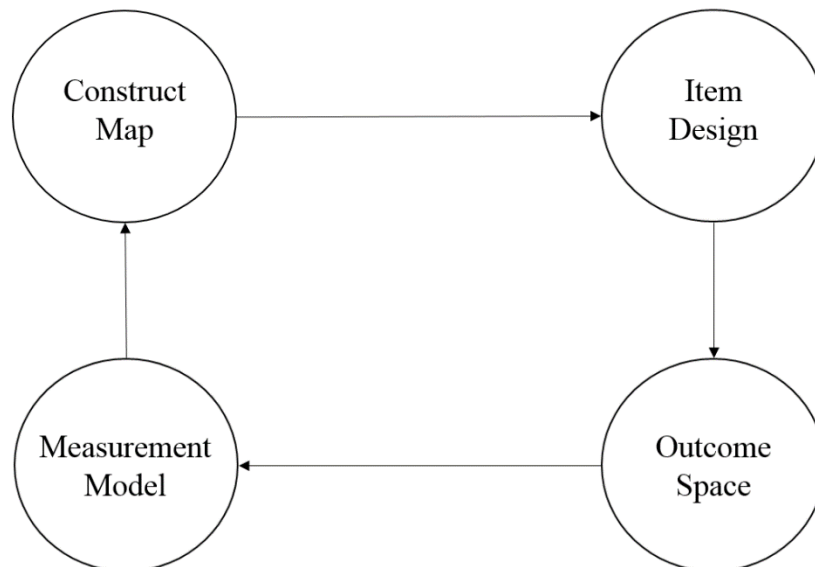 Construct
Map
Item
Design
Measurement
Model
Outcome
Space